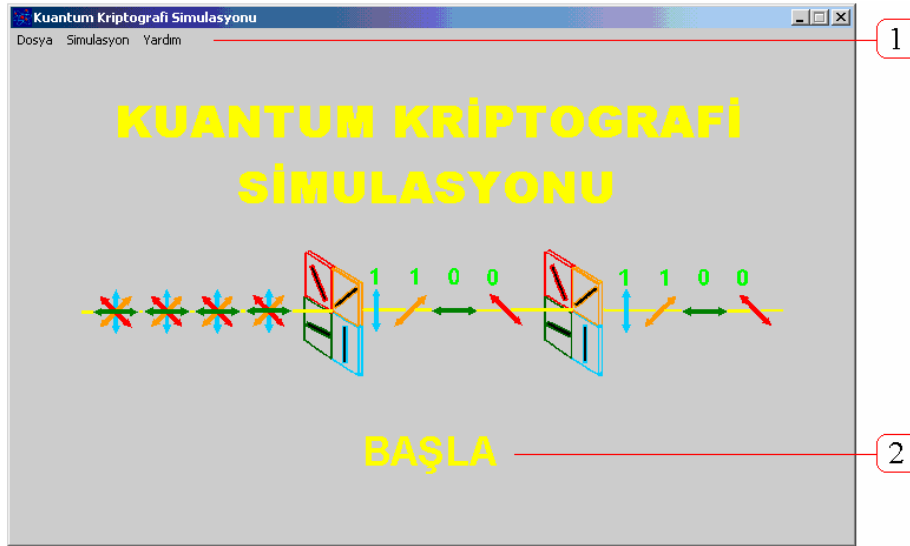 Kuantum Kriptografi Simulasyonu
Dosya Simulasyon Yardım
1
KUANTUM KRİPTOGRAFİ
SİMULASYONU
1 1 0 0 1 1 0 0
BAŞLA
2